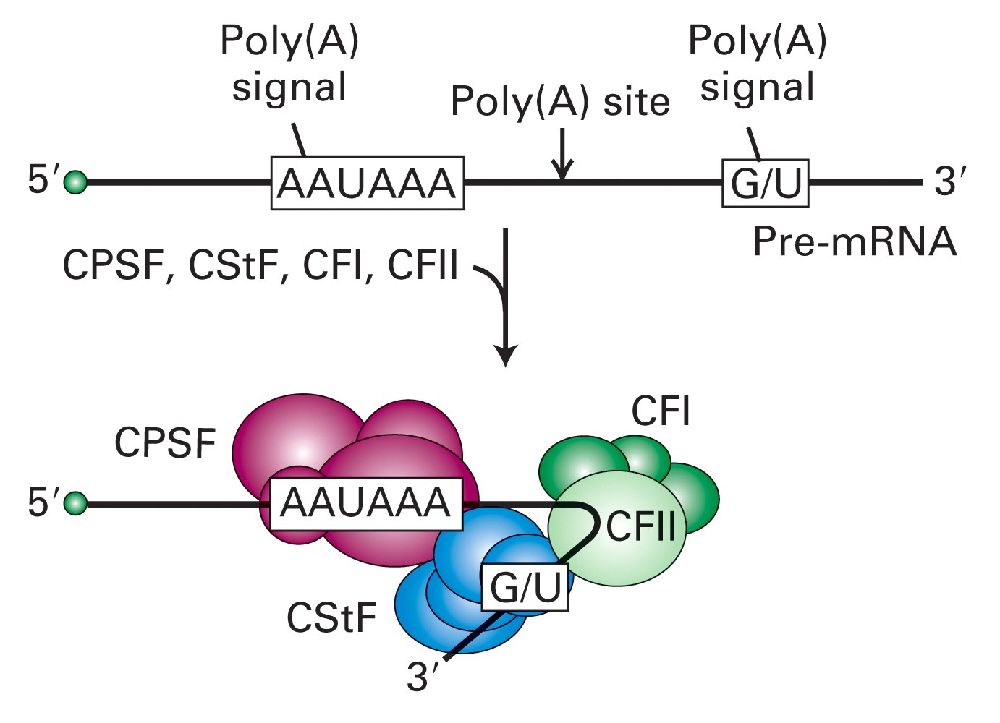 Poly(A)
signal
Poly(A) site
Poly(A)
signal
5′
AAUAAA
G/U
3′
Pre-mRNA
CPSF, CStF, CFI, CFII
CFI
CPSF
5′
AAUAAA
CFII
G/U
CStF
3′